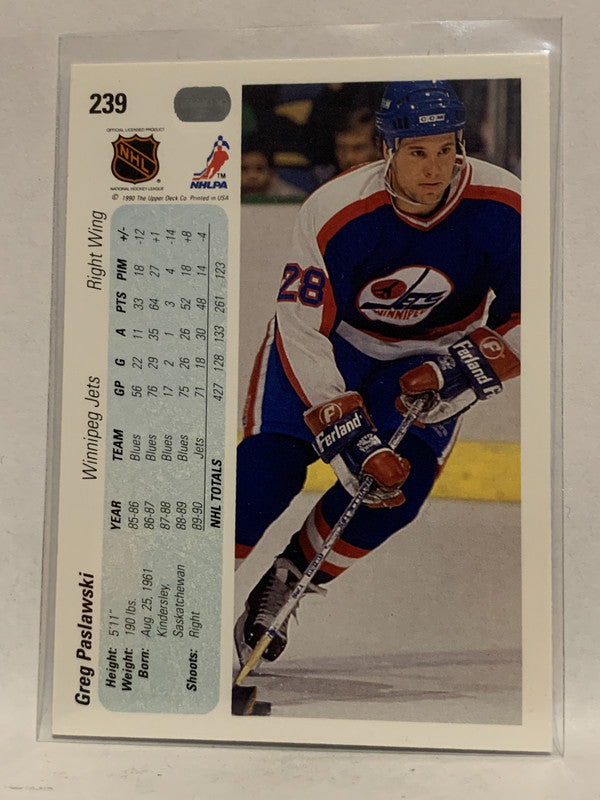 239
OFFICIAL LICENSED PRODUCT
NHL
NATIONAL HOCKEY LEAGUE
TM
NHLPA
© 1990 The Upper Deck Co. Printed in USA
Greg Paslawski Winnipeg Jets Right Wing
Height: 5'11"
Weight: 190 lbs.
Born: Aug. 25, 1961
Kindersley,
Saskatchewan
Shoots: Right
YEAR TEAM GP G A PTS PIM +/-
85-86 Blues 56 22 11 33 18 -12
86-87 Blues 76 29 35 64 27 +1
87-88 Blues 17 2 1 3 4 -14
88-89 Blues 75 26 26 52 18 +8
89-90 Jets 71 18 30 48 14 -4
NHL TOTALS 427 128 133 261 123
CCM
28
JETS
WINNIPEG
Farland
F
F
Ferland